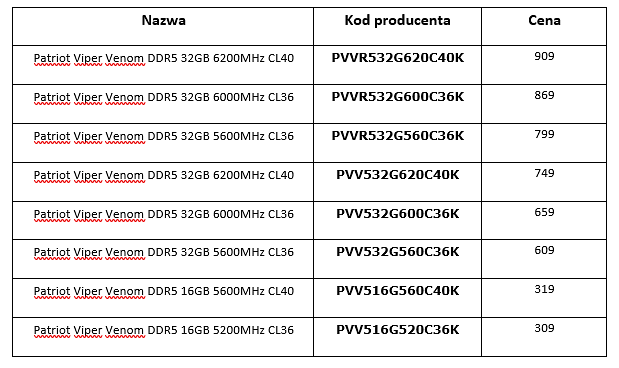 Nazwa Kod producenta Cena
Patriot Viper Venom DDR5 32GB 6200MHz CL40 PVVR532G620C40K 909
Patriot Viper Venom DDR5 32GB 6000MHz CL36 PVVR532G600C36K 869
Patriot Viper Venom DDR5 32GB 5600MHz CL36 PVVR532G560C36K 799
Patriot Viper Venom DDR5 32GB 6200MHz CL40 PVV532G620C40K 749
Patriot Viper Venom DDR5 32GB 6000MHz CL36 PVV532G600C36K 659
Patriot Viper Venom DDR5 32GB 5600MHz CL36 PVV532G560C36K 609
Patriot Viper Venom DDR5 16GB 5600MHz CL40 PVV516G560C40K 319
Patriot Viper Venom DDR5 16GB 5200MHz CL36 PVV516G520C36K 309